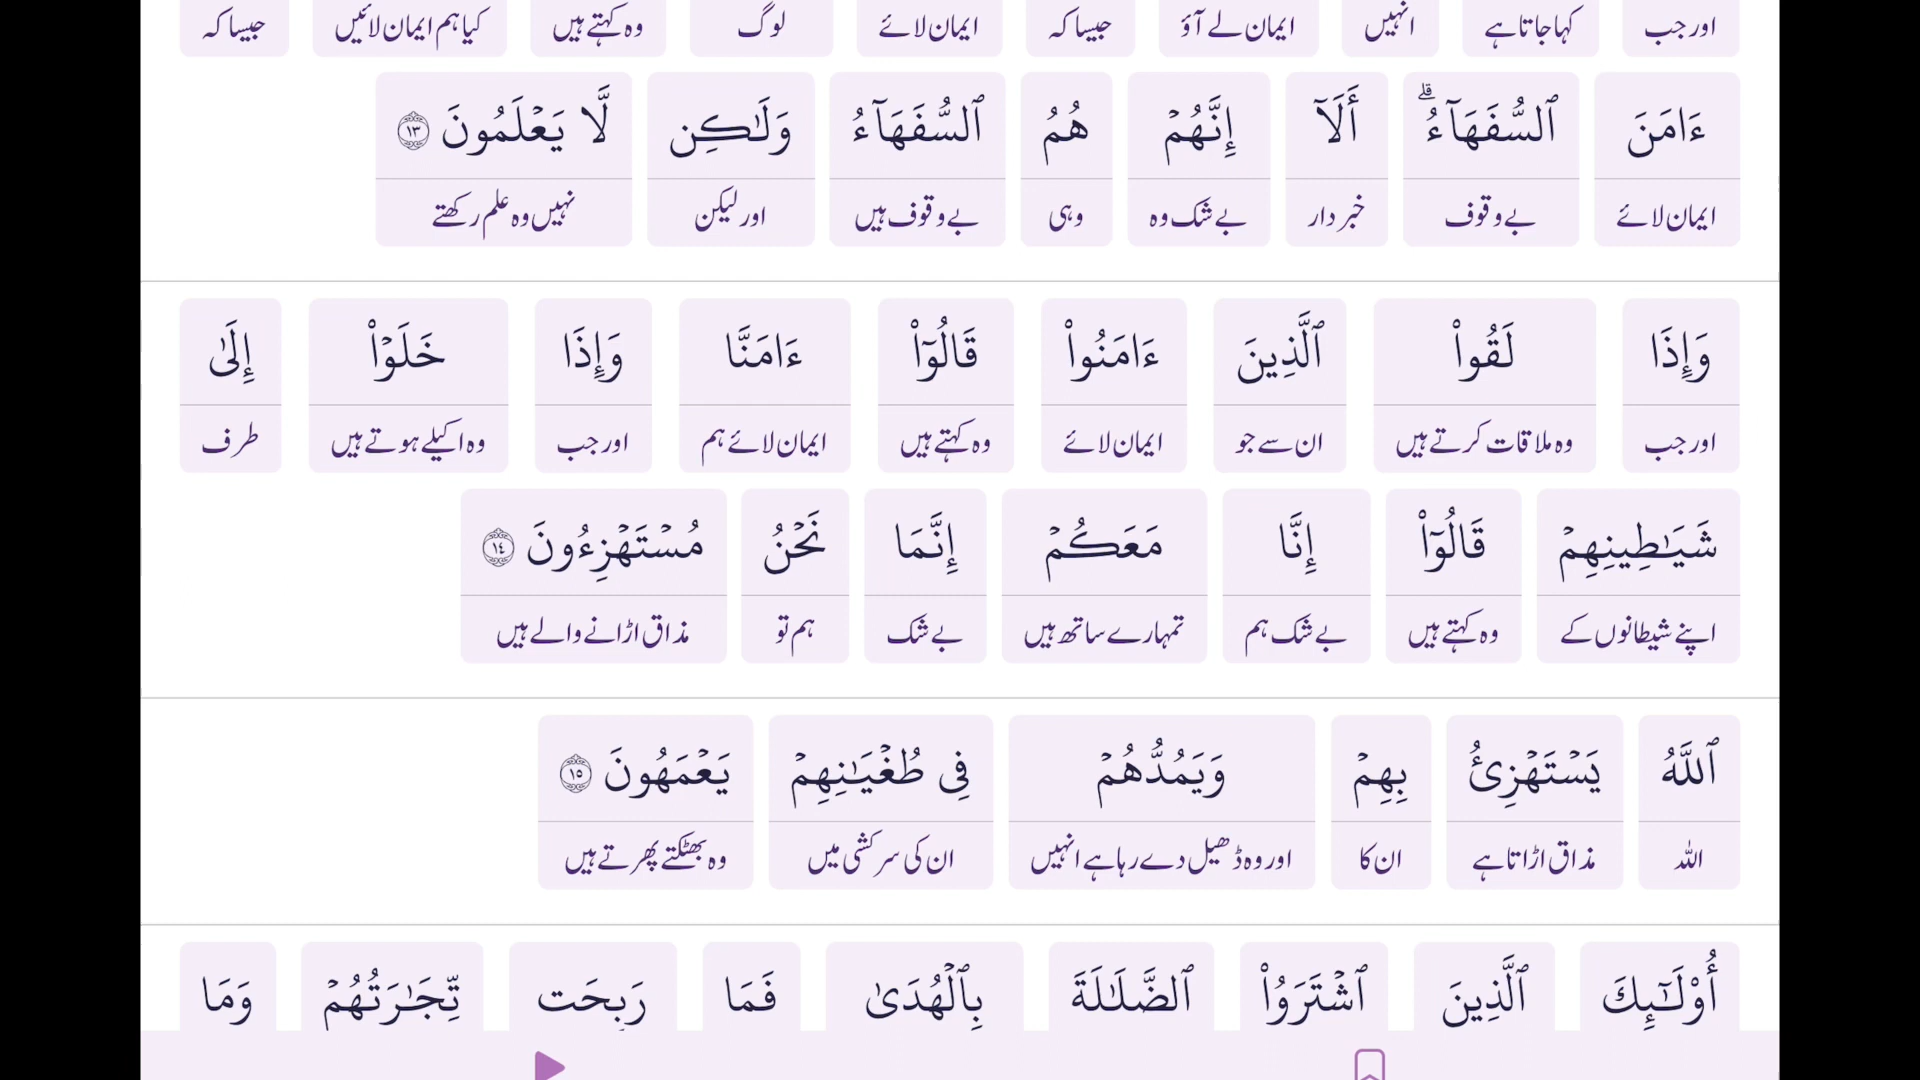 اور جب کہا جاتا ہے انہیں ایمان لے آؤ جیسا کہ ایمان لائے لوگ وہ کہتے ہیں کیا ہم ایمان لائیں جیسا کہ
ءَامَنَ ٱلسُّفَهَآءُۗ أَلَآ إِنَّهُمۡ هُمُ ٱلسُّفَهَآءُ وَلَٰكِن لَّا يَعۡلَمُونَ ١٣
ایمان لائے بے وقوف خبردار بے شک وہ وہی بے وقوف ہیں اور لیکن نہیں وہ علم رکھتے
وَإِذَا لَقُواْ ٱلَّذِينَ ءَامَنُواْ قَالُوٓاْ ءَامَنَّا وَإِذَا خَلَوۡاْ إِلَىٰ
اور جب وہ ملاقات کرتے ہیں ان سے جو ایمان لائے وہ کہتے ہیں ایمان لائے ہم اور جب وہ اکیلے ہوتے ہیں طرف
شَيَٰطِينِهِمۡ قَالُوٓاْ إِنَّا مَعَكُمۡ إِنَّمَا نَحۡنُ مُسۡتَهۡزِءُونَ ١٤
اپنے شیطانوں کے وہ کہتے ہیں بے شک ہم تمہارے ساتھ ہیں بے شک ہم تو مذاق اڑانے والے ہیں
ٱللَّهُ يَسۡتَهۡزِئُ بِهِمۡ وَيَمُدُّهُمۡ فِي طُغۡيَٰنِهِمۡ يَعۡمَهُونَ ١٥
اللہ مذاق اڑاتا ہے ان کا اور وہ ڈھیل دے رہا ہے انہیں ان کی سرکشی میں وہ بھٹکتے پھرتے ہیں
أُوْلَٰٓئِكَ ٱلَّذِينَ ٱشۡتَرَوُاْ ٱلضَّلَٰلَةَ بِٱلۡهُدَىٰ فَمَا رَبِحَت تِّجَٰرَتُهُمۡ وَمَا